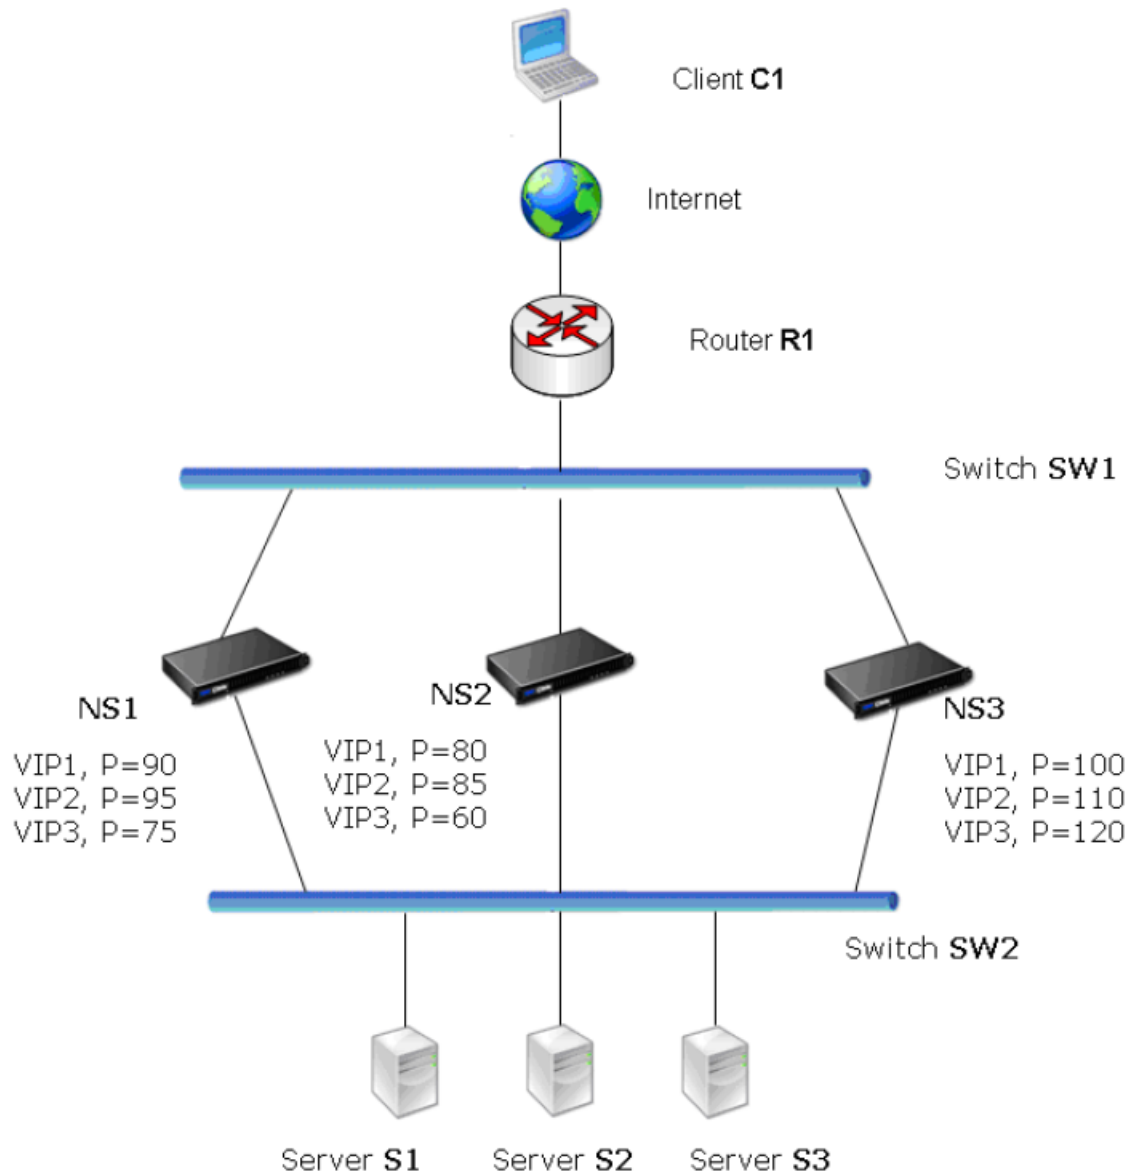 Client C1
Internet
Router R1
Switch SW1
NS1
VIP1, P=90
VIP2, P=95
VIP3, P=75
NS2
VIP1, P=80
VIP2, P=85
VIP3, P=60
NS3
VIP1, P=100
VIP2, P=110
VIP3, P=120
Switch SW2
Server S1
Server S2
Server S3